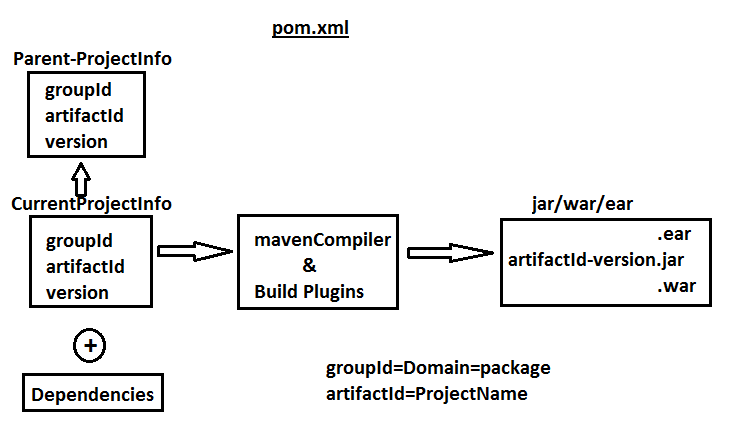 pom.xml
Parent-ProjectInfo
groupId
artifactId
version
CurrentProjectInfo
groupId
artifactId
version
+
Dependencies
mavenCompiler
&
Build Plugins
jar/war/ear
.ear
artifactId-version.jar
.war
groupId=Domain=package
artifactId=ProjectName